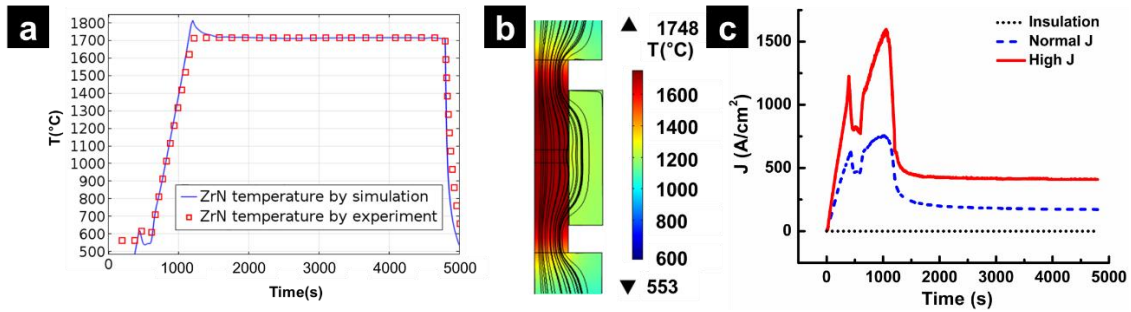 a
T(°C)
1800
1700
1600
1500
1400
1300
1200
1100
1000
900
800
700
600
500
ZrN temperature by simulation
ZrN temperature by experiment
0 1000 2000 3000 4000 5000
Time(s)
b
▲ 1748
T(°C)
1600
1400
1200
1000
800
600
▼ 553
c
Insulation
Normal J
High J
J (A/cm²)
1500
1000
500
0
0 1000 2000 3000 4000 5000
Time (s)